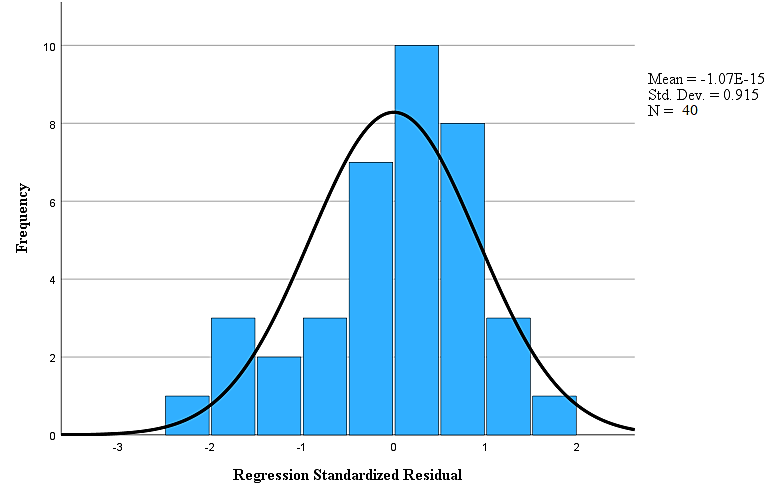 10
8
6
4
2
0
Frequency
-3 -2 -1 0 1 2
Regression Standardized Residual
Mean = -1.07E-15
Std. Dev. = 0.915
N = 40